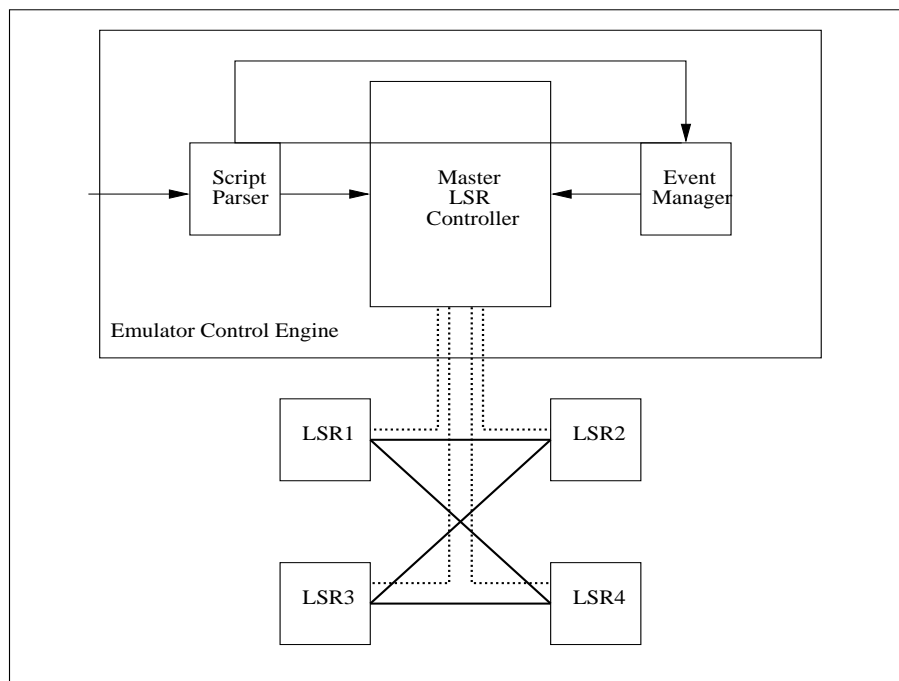 Script
Parser
Master
LSR
Controller
Event
Manager
Emulator Control Engine
LSR1
LSR2
LSR3
LSR4